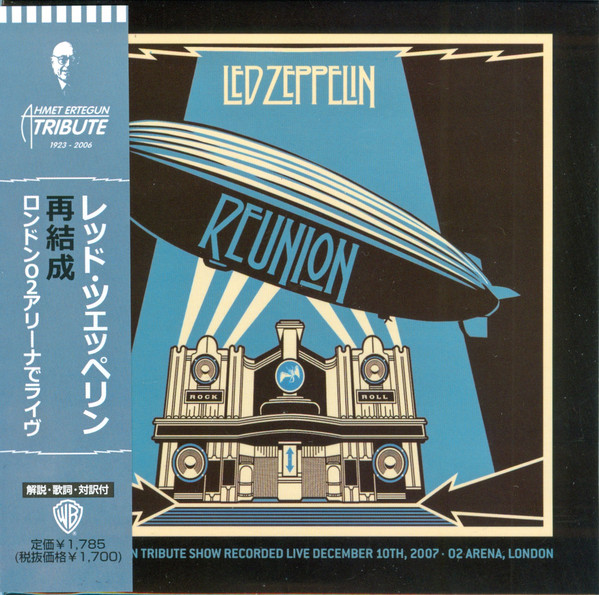 AHMET ERTEGUN
TRIBUTE
1923 - 2006
レッド・ツェッペリン
再結成
ロンドンO2アリーナでライヴ
解説・歌詞・対訳付
WB
定価￥1,785
(税抜価格￥1,700)
LED ZEPPELIN
REUNION
ROCK
ROLL
N TRIBUTE SHOW RECORDED LIVE DECEMBER 10TH, 2007 · O2 ARENA, LONDON